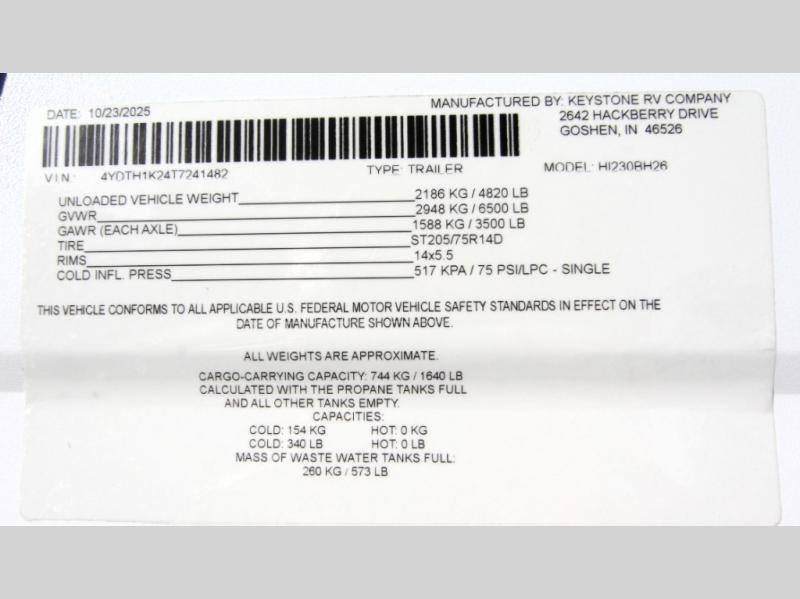 DATE: 10/23/2025
MANUFACTURED BY: KEYSTONE RV COMPANY
2642 HACKBERRY DRIVE
GOSHEN, IN 46526
V.I.N.: 4YDTH1K24T7241482 TYPE: TRAILER MODEL: HI230BH26
UNLOADED VEHICLE WEIGHT 2186 KG / 4820 LB
GVWR 2948 KG / 6500 LB
GAWR (EACH AXLE) 1588 KG / 3500 LB
TIRE ST205/75R14D
RIMS 14x5.5
COLD INFL. PRESS 517 KPA / 75 PSI/LPC - SINGLE
THIS VEHICLE CONFORMS TO ALL APPLICABLE U.S. FEDERAL MOTOR VEHICLE SAFETY STANDARDS IN EFFECT ON THE
DATE OF MANUFACTURE SHOWN ABOVE.
ALL WEIGHTS ARE APPROXIMATE.
CARGO-CARRYING CAPACITY: 744 KG / 1640 LB
CALCULATED WITH THE PROPANE TANKS FULL
AND ALL OTHER TANKS EMPTY.
CAPACITIES:
COLD: 154 KG HOT: 0 KG
COLD: 340 LB HOT: 0 LB
MASS OF WASTE WATER TANKS FULL:
260 KG / 573 LB